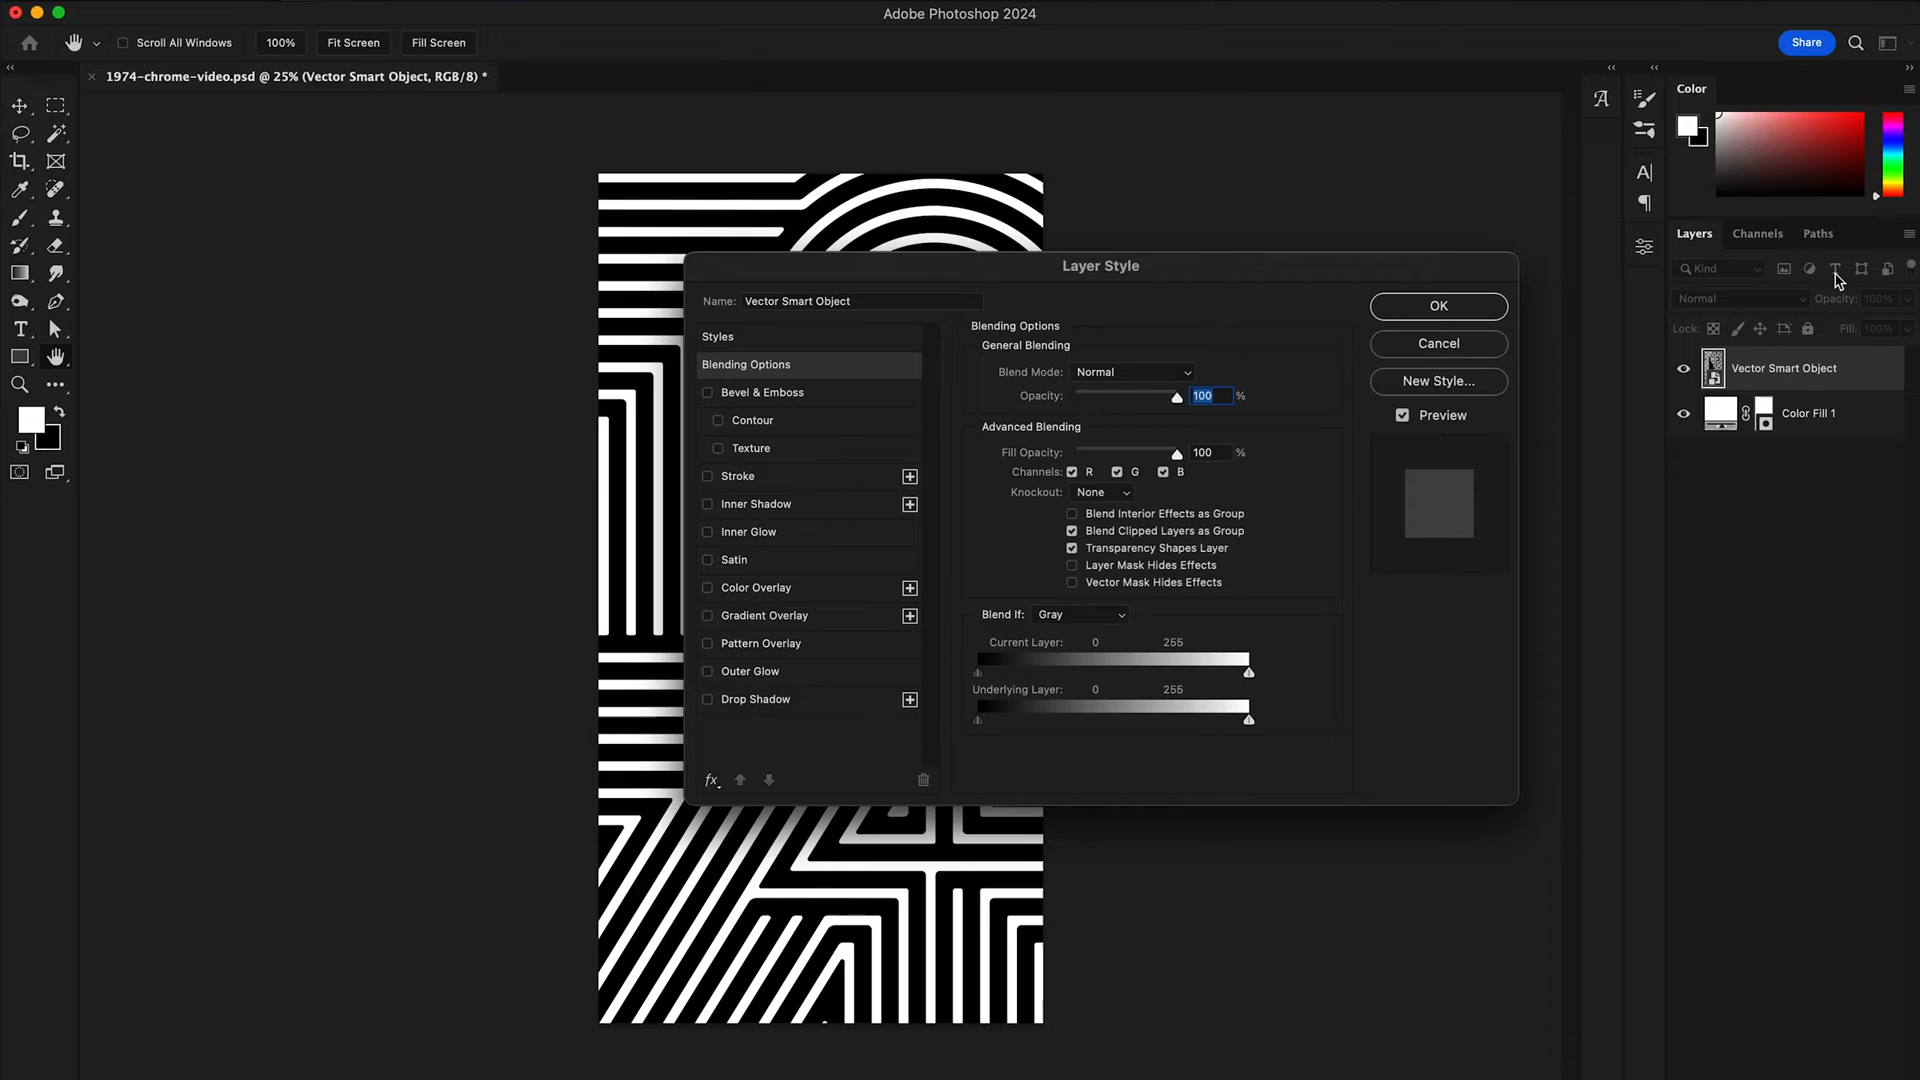 Adobe Photoshop 2024
Scroll All Windows
100%
Fit Screen
Fill Screen
Share
1974-chrome-video.psd @ 25% (Vector Smart Object, RGB/8) *
Color
Layers
Channels
Paths
Kind
Normal
Opacity: 100%
Lock:
Fill: 100%
Vector Smart Object
Color Fill 1
Layer Style
Name: Vector Smart Object
Styles
Blending Options
Bevel & Emboss
Contour
Texture
Stroke
Inner Shadow
Inner Glow
Satin
Color Overlay
Gradient Overlay
Pattern Overlay
Outer Glow
Drop Shadow
fx
Blending Options
General Blending
Blend Mode: Normal
Opacity: 100 %
Advanced Blending
Fill Opacity: 100 %
Channels: R G B
Knockout: None
Blend Interior Effects as Group
Blend Clipped Layers as Group
Transparency Shapes Layer
Layer Mask Hides Effects
Vector Mask Hides Effects
Blend If: Gray
Current Layer: 0 255
Underlying Layer: 0 255
OK
Cancel
New Style...
Preview